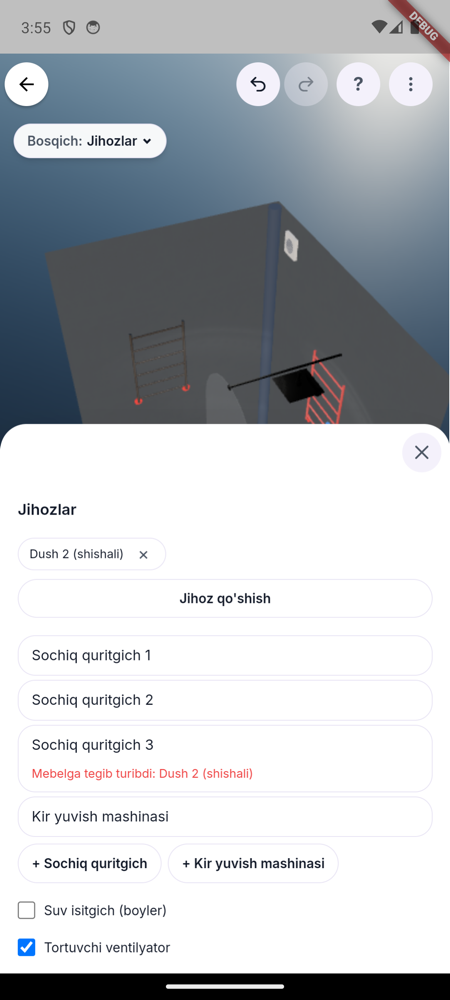 3:55
DEBUG
?
Bosqich: Jihozlar
Jihozlar
Dush 2 (shishali)
Jihoz qo'shish
Sochiq quritgich 1
Sochiq quritgich 2
Sochiq quritgich 3
Mebelga tegib turibdi: Dush 2 (shishali)
Kir yuvish mashinasi
+ Sochiq quritgich
+ Kir yuvish mashinasi
Suv isitgich (boyler)
Tortuvchi ventilyator